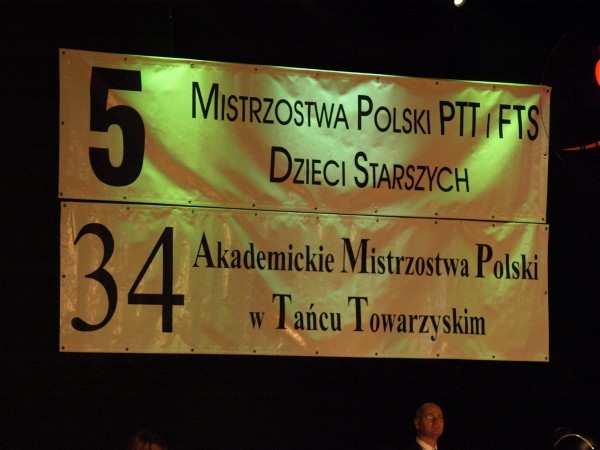 5 MISTRZOSTWA POLSKI PTT I FTS
DZIECI STARSZYCH
34 Akademickie Mistrzostwa Polski
w Tańcu Towarzyskim